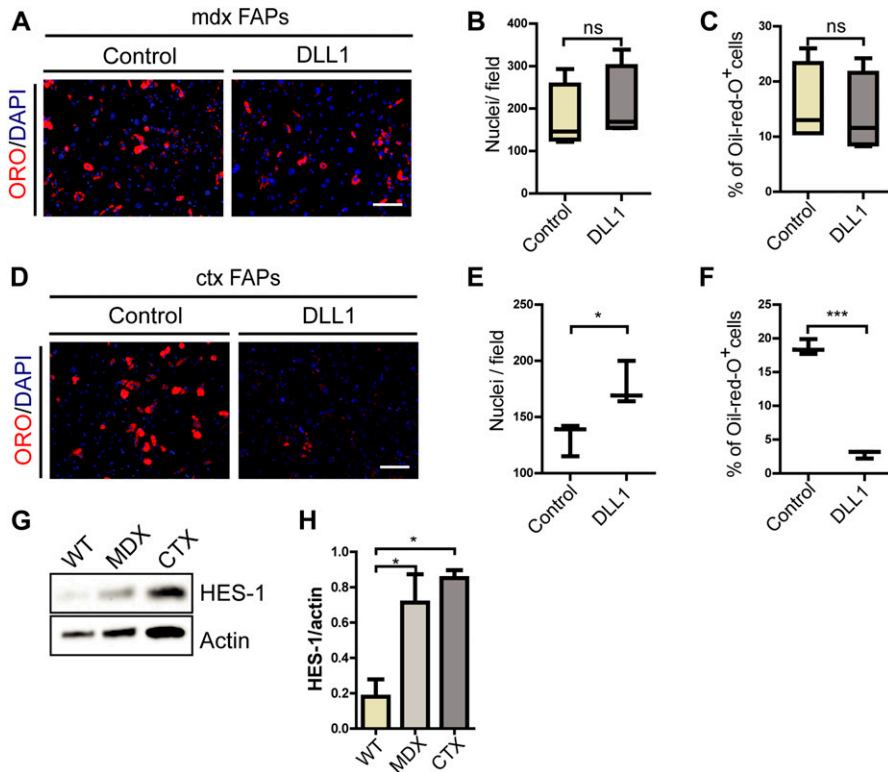 A
mdx FAPs
Control
DLL1
ORO/DAPI
B
Nuclei/ field
400
300
200
100
0
ns
Control
DLL1
C
% of Oil-red-O+ cells
30
20
10
0
ns
Control
DLL1
D
ctx FAPs
Control
DLL1
ORO/DAPI
E
Nuclei / field
250
200
150
100
*
Control
DLL1
F
% of Oil-red-O+ cells
25
20
15
10
5
0
***
Control
DLL1
G
WT
MDX
CTX
HES-1
Actin
H
HES-1/actin
1.0
0.8
0.6
0.4
0.2
0.0
*
*
WT
MDX
CTX